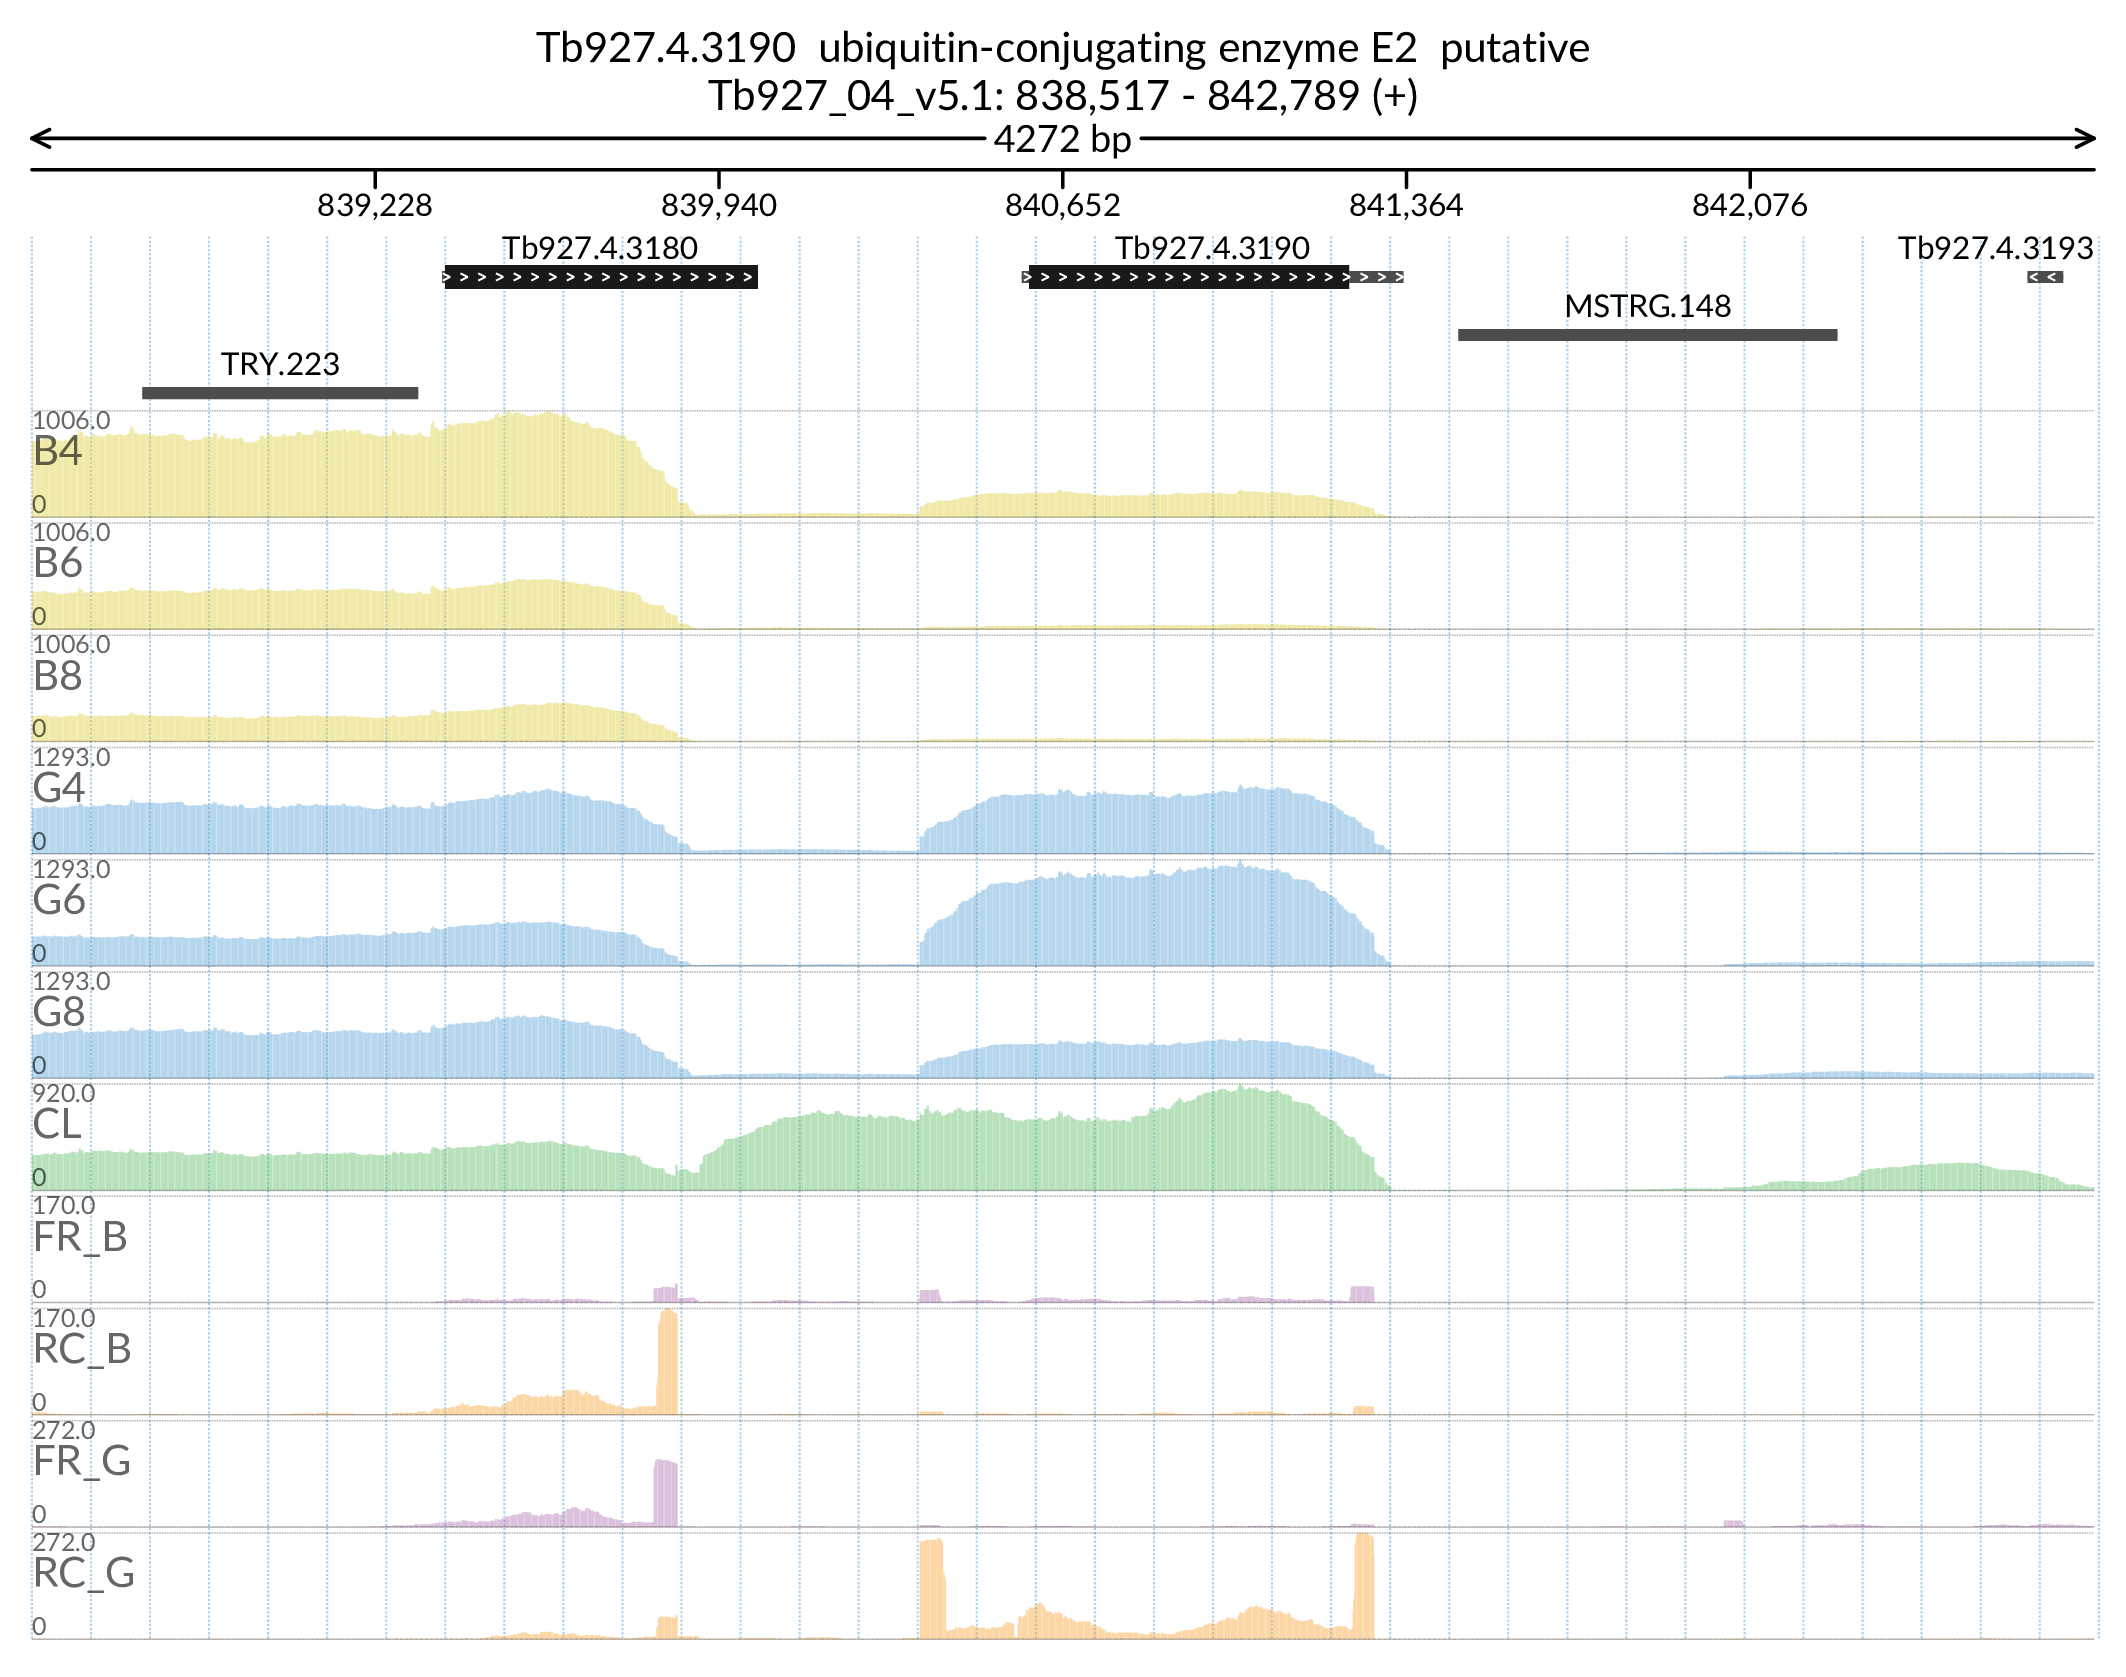 Tb927.4.3190 ubiquitin-conjugating enzyme E2 putative
Tb927_04_v5.1: 838,517 - 842,789 (+)
4272 bp
839,228 839,940 840,652 841,364 842,076
Tb927.4.3180 Tb927.4.3190 Tb927.4.3193
MSTRG.148
TRY.223
1006.0
B4
0
1006.0
B6
0
1006.0
B8
0
1293.0
G4
0
1293.0
G6
0
1293.0
G8
0
920.0
CL
0
170.0
FR_B
0
170.0
RC_B
0
272.0
FR_G
0
272.0
RC_G
0